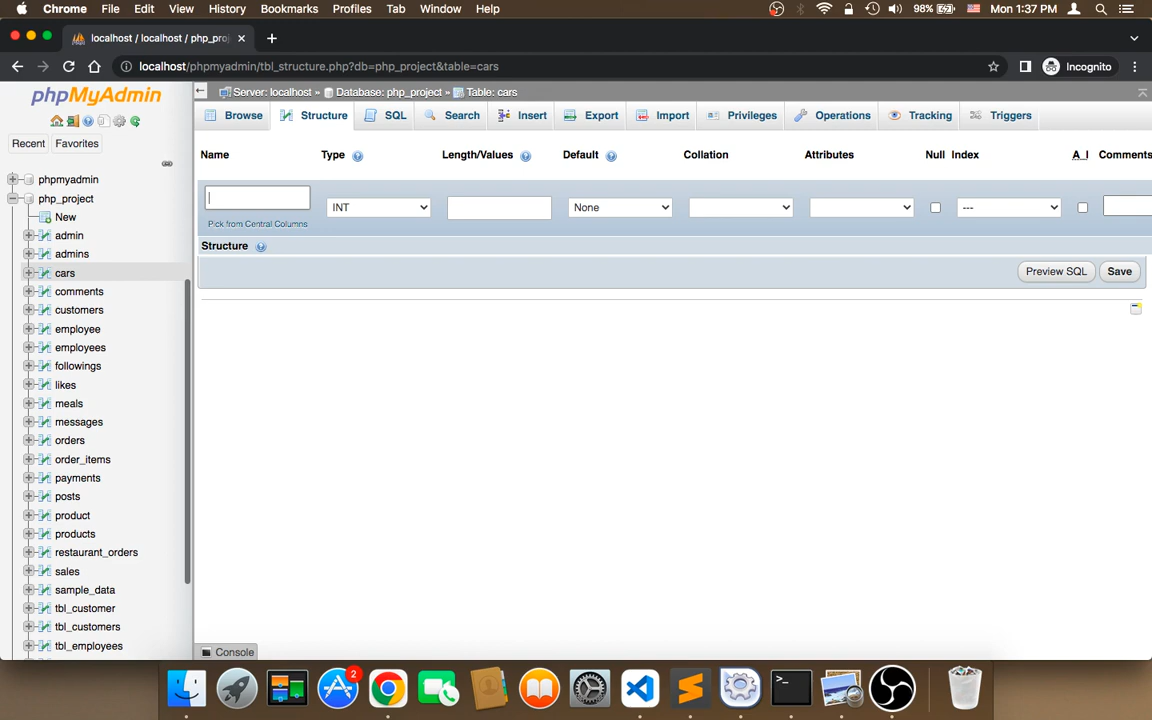 Chrome File Edit View History Bookmarks Profiles Tab Window Help 98% Mon 1:37 PM
localhost / localhost / php_proj
localhost/phpmyadmin/tbl_structure.php?db=php_project&table=cars Incognito
phpMyAdmin
Server: localhost » Database: php_project » Table: cars
Browse Structure SQL Search Insert Export Import Privileges Operations Tracking Triggers
Recent Favorites
Name Type Length/Values Default Collation Attributes Null Index A_I Comments
INT None ---
Pick from Central Columns
Structure
Preview SQL Save
phpmyadmin
php_project
New
admin
admins
cars
comments
customers
employee
employees
followings
likes
meals
messages
orders
order_items
payments
posts
product
products
restaurant_orders
sales
sample_data
tbl_customer
tbl_customers
tbl_employees
Console
2
>_